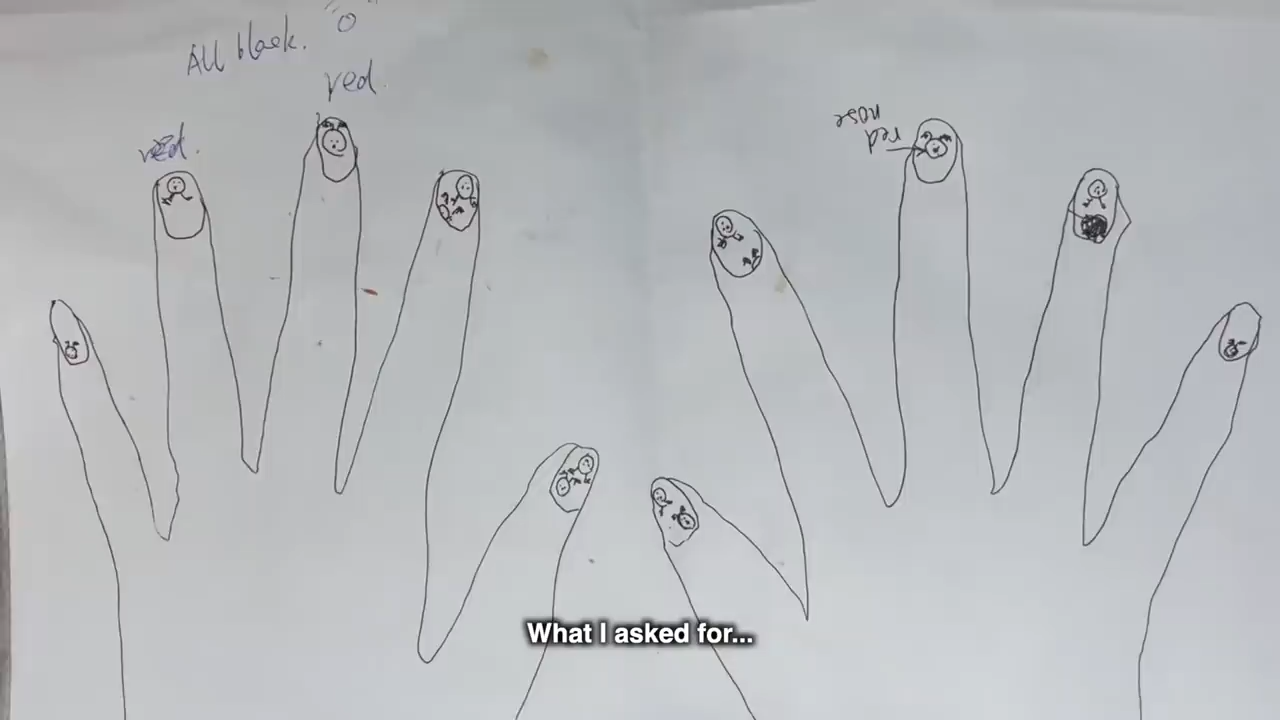 All black. "o"
red.
red.
red
nose
What I asked for...